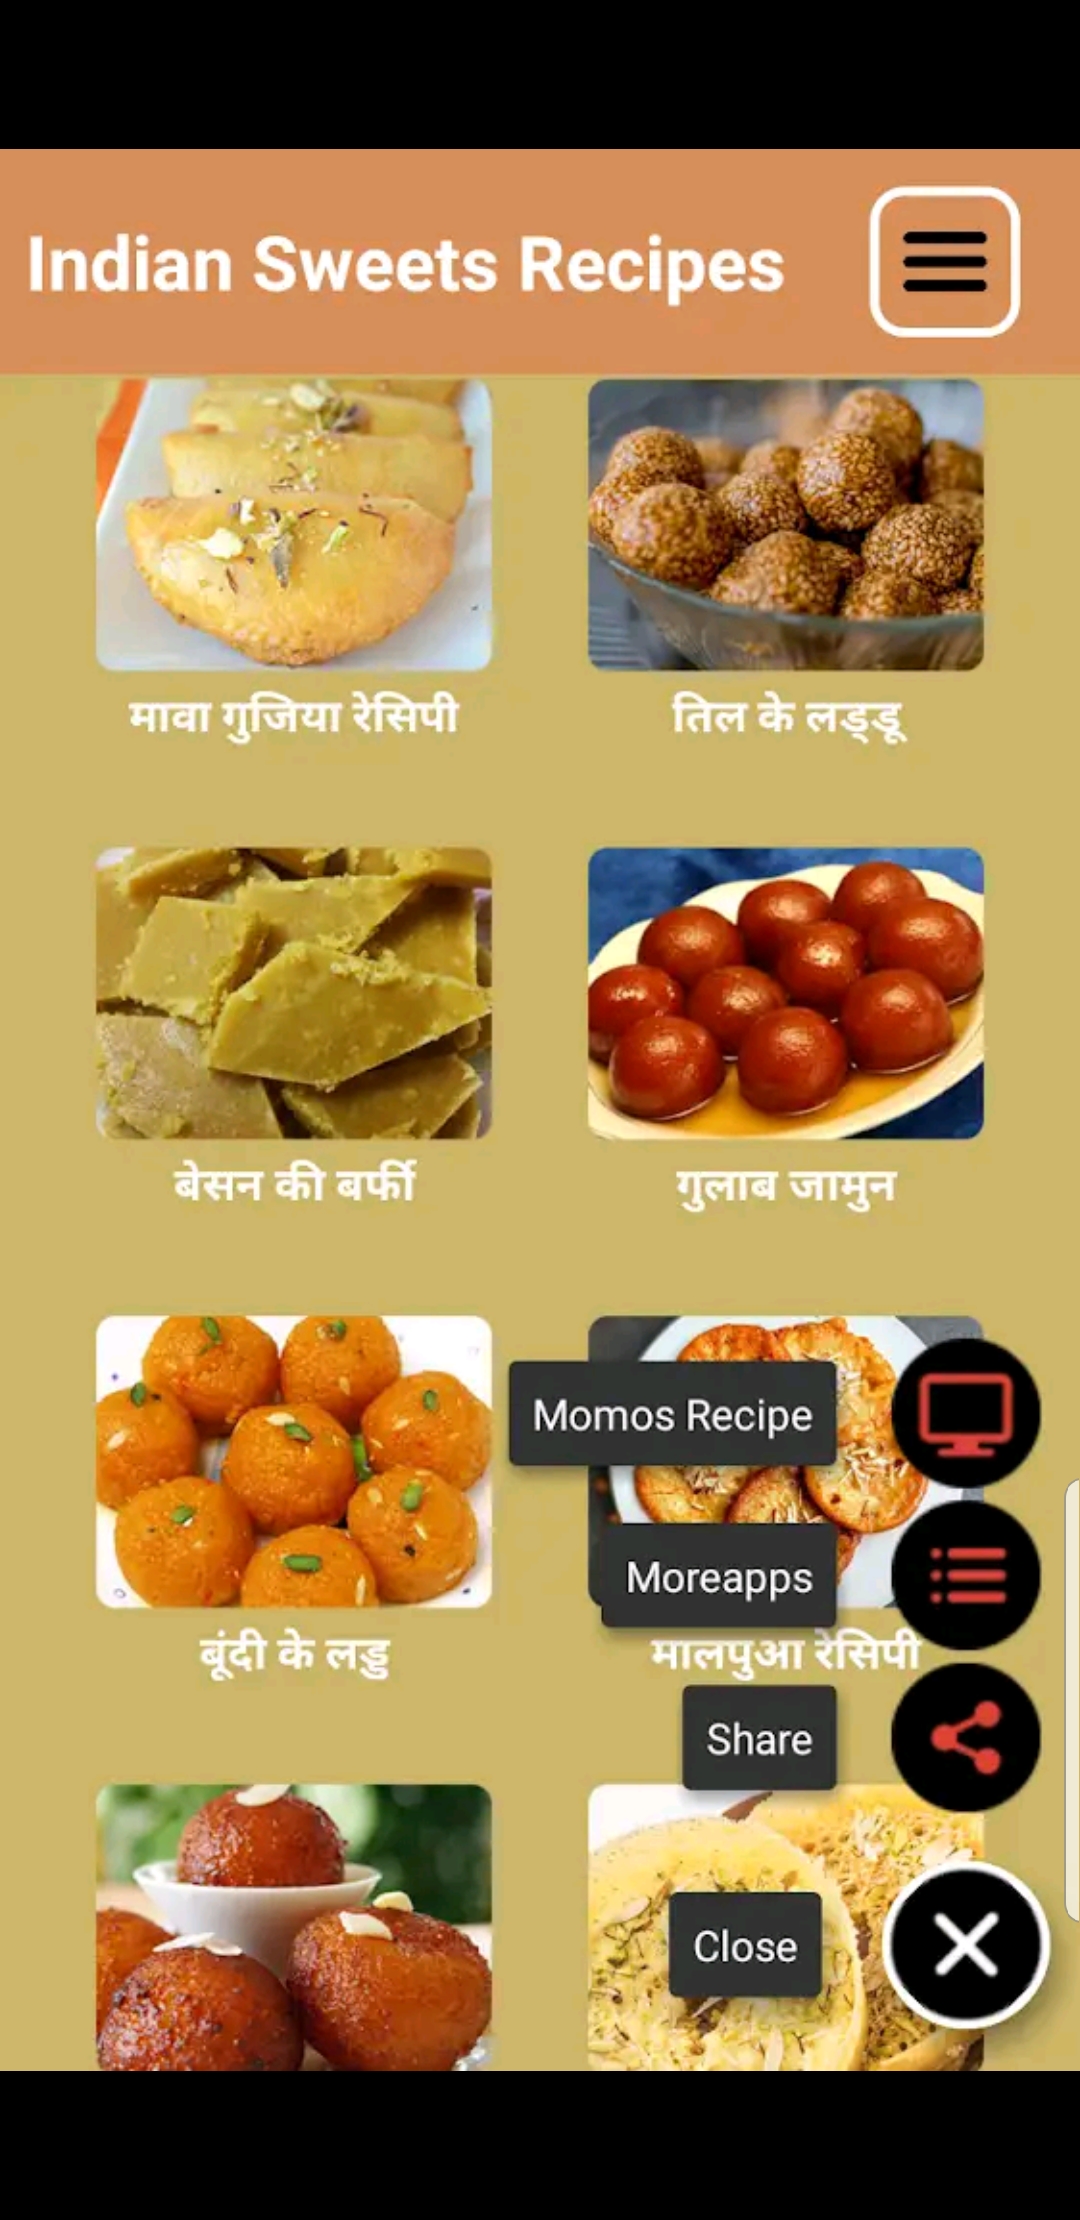 Indian Sweets Recipes
मावा गुजिया रेसिपी
तिल के लड्डू
बेसन की बर्फी
गुलाब जामुन
Momos Recipe
Moreapps
बूंदी के लड्डू
मालपुआ रेसिपी
Share
Close